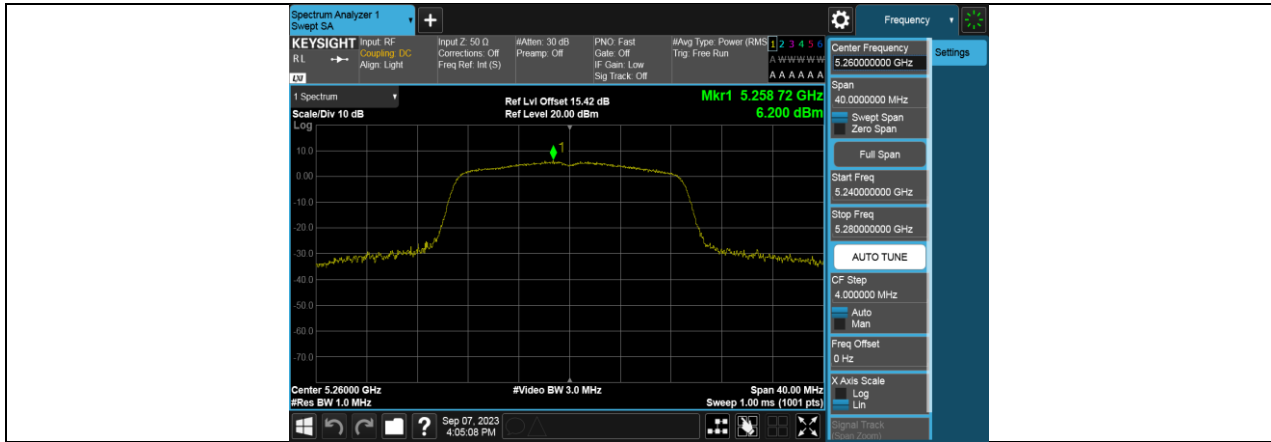 Spectrum Analyzer 1
Swept SA
+
Frequency
KEYSIGHT
RL
LXI
Input: RF
Coupling: DC
Align: Light
Input Z: 50 Ω
Corrections: Off
Freq Ref: Int (S)
#Atten: 30 dB
Preamp: Off
PNO: Fast
Gate: Off
IF Gain: Low
Sig Track: Off
#Avg Type: Power (RMS
Trig: Free Run
1 2 3 4 5 6
A W W W W W
A A A A A A
Center Frequency
5.260000000 GHz
Settings
1 Spectrum
Scale/Div 10 dB
Log
Ref Lvl Offset 15.42 dB
Ref Level 20.00 dBm
Mkr1 5.258 72 GHz
6.200 dBm
1
10.0
0.00
-10.0
-20.0
-30.0
-40.0
-50.0
-60.0
-70.0
Span
40.0000000 MHz
Swept Span
Zero Span
Full Span
Start Freq
5.240000000 GHz
Stop Freq
5.280000000 GHz
AUTO TUNE
CF Step
4.000000 MHz
Auto
Man
Freq Offset
0 Hz
X Axis Scale
Log
Lin
Signal Track
(Span Zoom)
Center 5.26000 GHz
#Res BW 1.0 MHz
#Video BW 3.0 MHz
Span 40.00 MHz
Sweep 1.00 ms (1001 pts)
?
Sep 07, 2023
4:05:08 PM